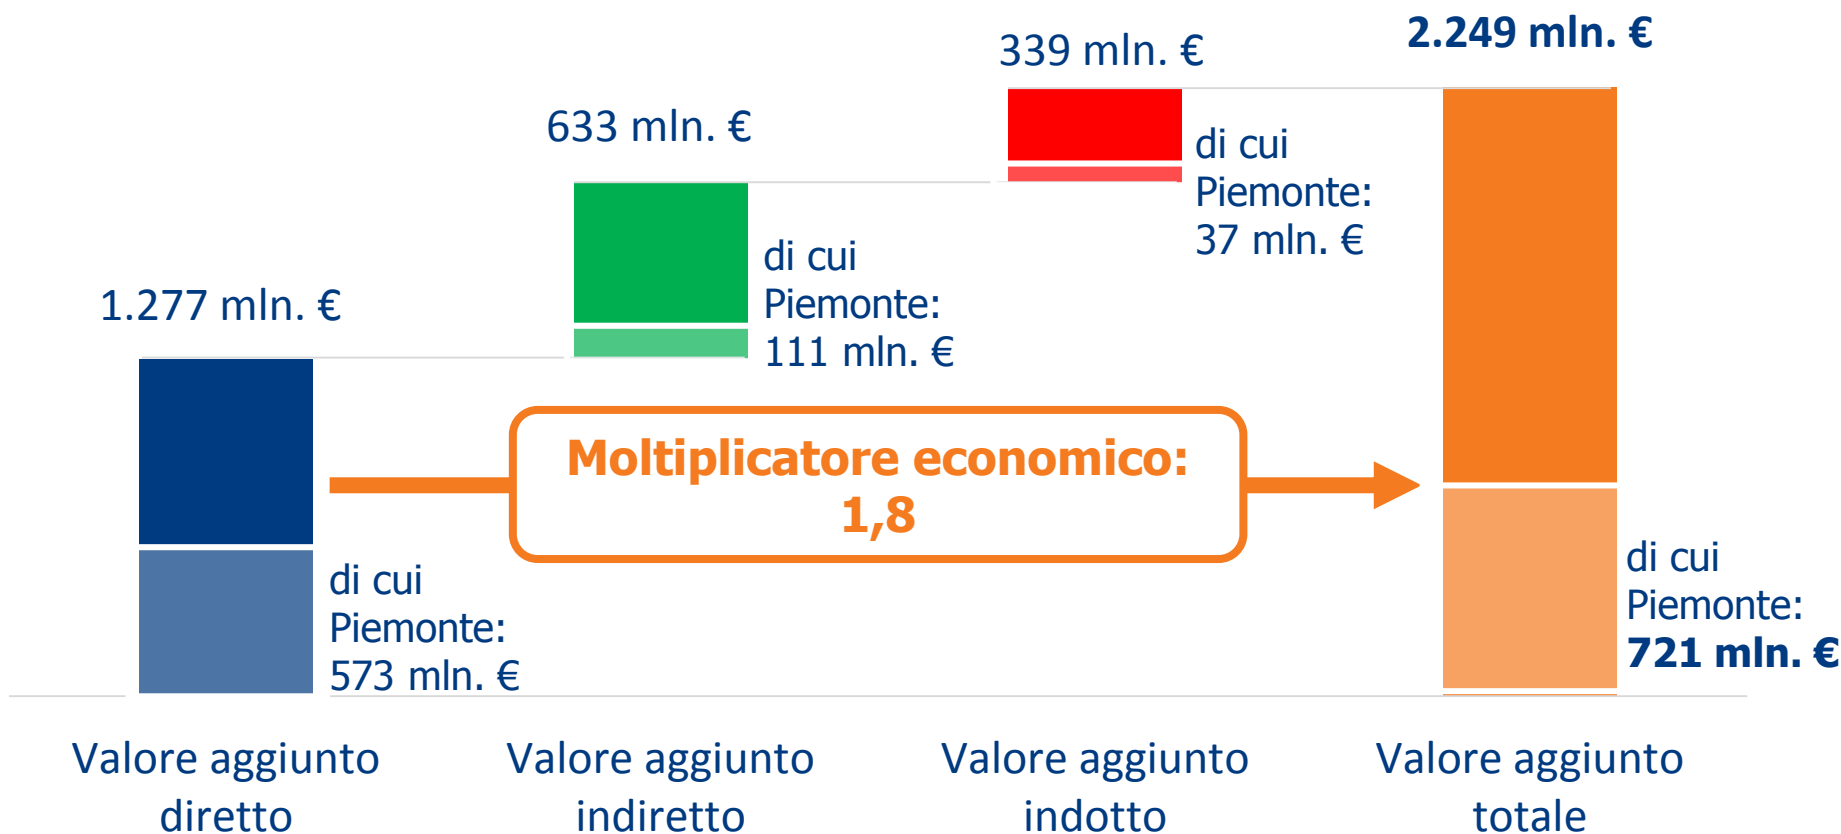 1.277 mln. €
633 mln. €
339 mln. €
2.249 mln. €
di cui
Piemonte:
573 mln. €
di cui
Piemonte:
111 mln. €
di cui
Piemonte:
37 mln. €
di cui
Piemonte:
721 mln. €
Moltiplicatore economico:
1,8
Valore aggiunto
diretto
Valore aggiunto
indiretto
Valore aggiunto
indotto
Valore aggiunto
totale